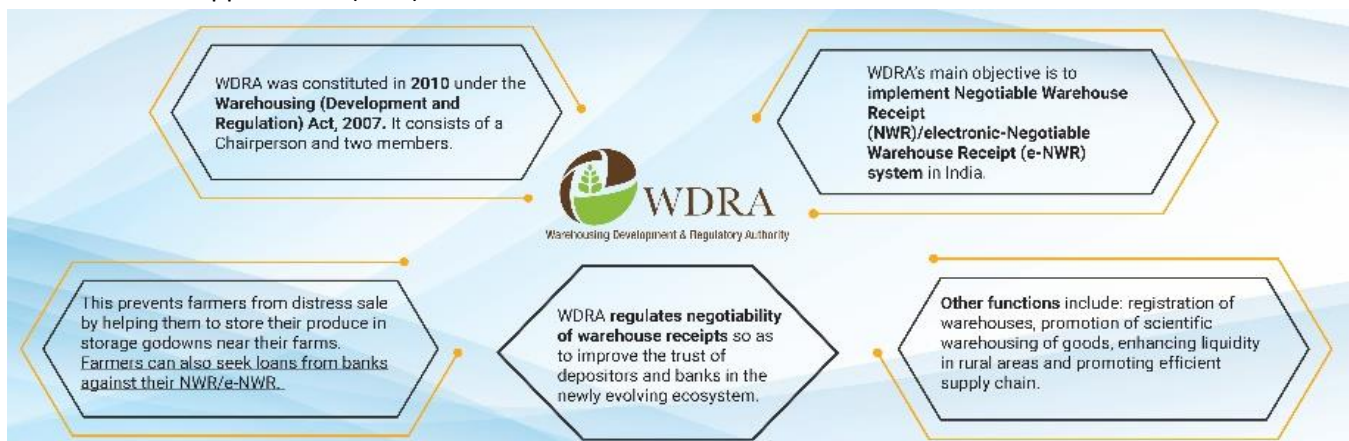 WDRA was constituted in 2010 under the
Warehousing (Development and
Regulation) Act, 2007. It consists of a
Chairperson and two members.
WDRA's main objective is to
implement Negotiable Warehouse
Receipt
(NWR)/electronic-Negotiable
Warehouse Receipt (e-NWR)
system in India.
WDRA
Warehousing Development & Regulatory Authority
This prevents farmers from distress sale
by helping them to store their produce in
storage godowns near their farms.
Farmers can also seek loans from banks
against their NWR/e-NWR.
WDRA regulates negotiability
of warehouse receipts so as
to improve the trust of
depositors and banks in the
newly evolving ecosystem.
Other functions include: registration of
warehouses, promotion of scientific
warehousing of goods, enhancing liquidity
in rural areas and promoting efficient
supply chain.